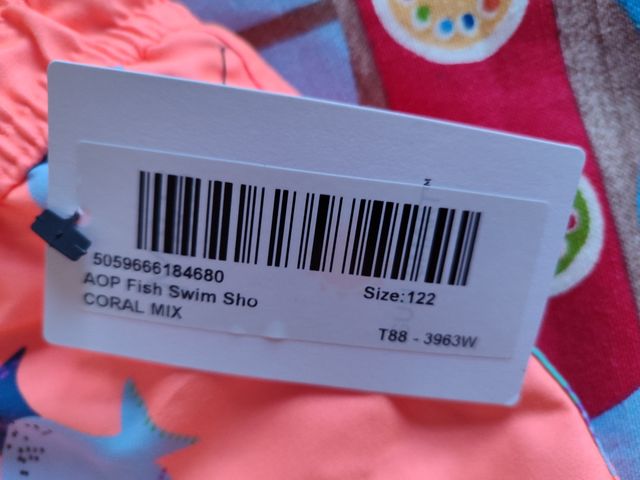 5059666184680
AOP Fish Swim Sho
Size:122
CORAL MIX
T88 - 3963W